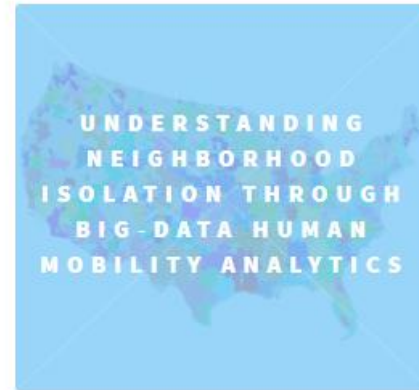 UNDERSTANDING
NEIGHBORHOOD
ISOLATION THROUGH
BIG-DATA HUMAN
MOBILITY ANALYTICS